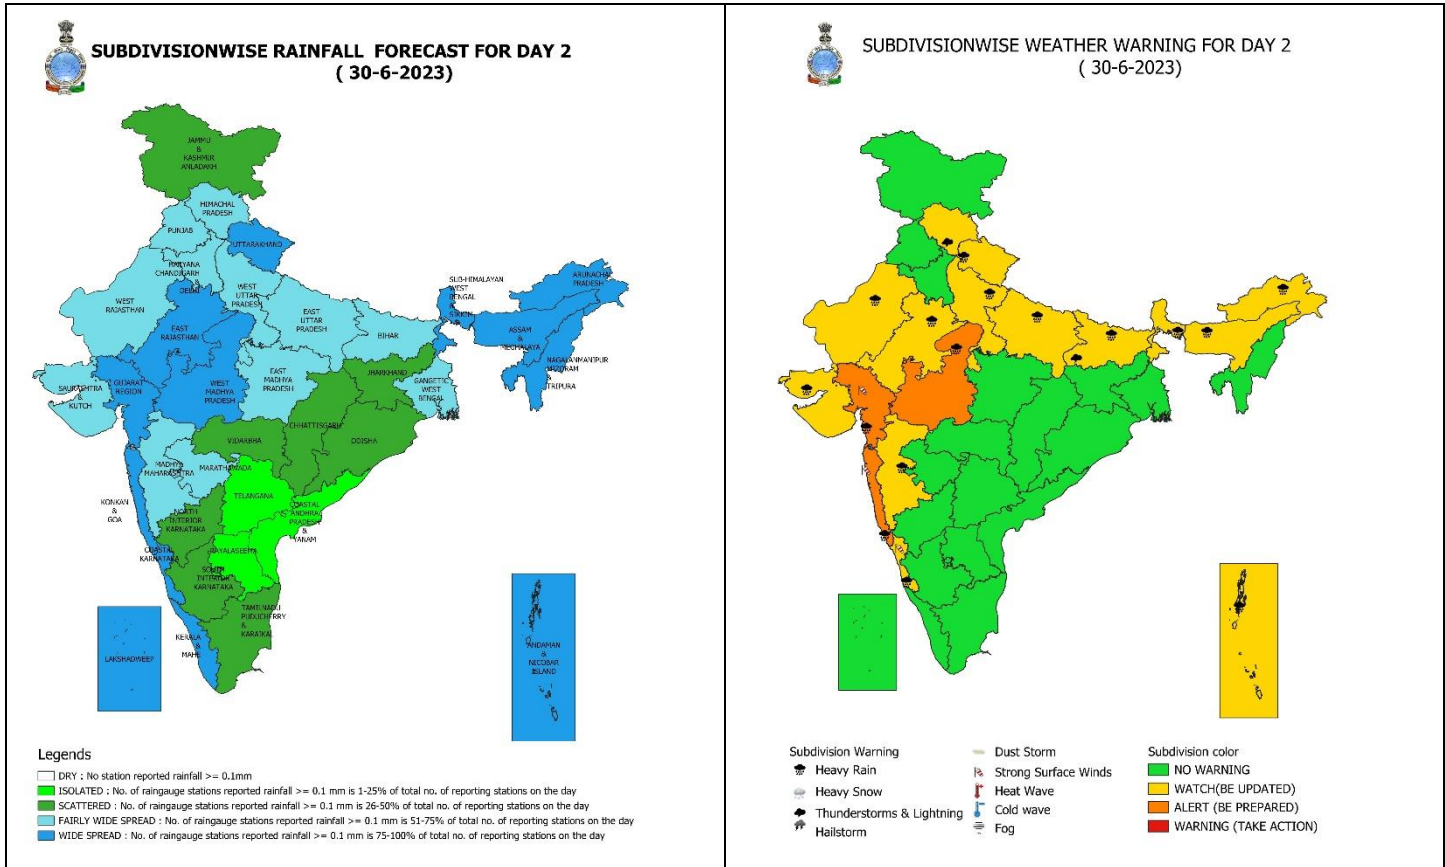 SUBDIVISIONWISE RAINFALL FORECAST FOR DAY 2
( 30-6-2023)
JAMMU
&
KASHMIR
ANLADAKH
HIMACHAL
PRADESH
PUNJAB
UTTARAKHAND
HARYANA
CHANDIGARH &
DELHI
WEST
RAJASTHAN
WEST
UTTAR
PRADESH
EAST
UTTAR
PRADESH
SUB-HIMALAYAN
WEST
BENGAL
&
SIKKIM
ARUNACHAL
PRADESH
EAST
RAJASTHAN
BIHAR
ASSAM
&
MEGHALAYA
NAGALANMANIPUR
MIZORAM
&
TRIPURA
SAURASHTRA
&
KUTCH
GUJARAT
REGION
WEST
MADHYA
PRADESH
EAST
MADHYA
PRADESH
JHARKHAND
GANGETIC
WEST
BENGAL
CHHATTISGARH
ODISHA
VIDARBHA
MADHYA
MAHARASHTRA
MARATHAWADA
TELANGANA
KONKAN
&
GOA
NORTH
INTERIOR
KARNATAKA
COASTAL
ANDHRA
PRADESH
&
YANAM
COASTAL
KARNATAKA
RAYALASEEMA
SOUTH
INTERIOR
KARNATAKA
TAMILNADU
PUDUCHERRY
&
KARAIKAL
KERALA
&
MAHE
LAKSHADWEEP
ANDAMAN
&
NICOBAR
ISLAND
Legends
DRY : No station reported rainfall >= 0.1mm
ISOLATED : No. of raingauge stations reported rainfall >= 0.1 mm is 1-25% of total no. of reporting stations on the day
SCATTERED : No. of raingauge stations reported rainfall >= 0.1 mm is 26-50% of total no. of reporting stations on the day
FAIRLY WIDE SPREAD : No. of raingauge stations reported rainfall >= 0.1 mm is 51-75% of total no. of reporting stations on the day
WIDE SPREAD : No. of raingauge stations reported rainfall >= 0.1 mm is 75-100% of total no. of reporting stations on the day
SUBDIVISIONWISE WEATHER WARNING FOR DAY 2
( 30-6-2023)
Subdivision Warning
Heavy Rain
Heavy Snow
Thunderstorms & Lightning
Hailstorm
Dust Storm
Strong Surface Winds
Heat Wave
Cold wave
Fog
Subdivision color
NO WARNING
WATCH(BE UPDATED)
ALERT (BE PREPARED)
WARNING (TAKE ACTION)